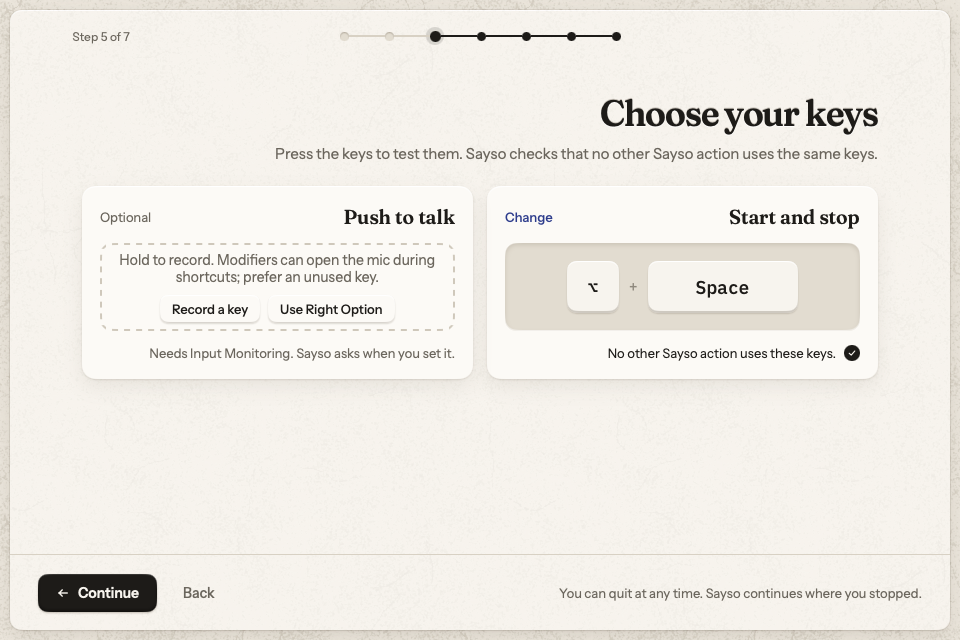 Step 5 of 7
Choose your keys
Press the keys to test them. Sayso checks that no other Sayso action uses the same keys.
Start and stop
Change
⌥ + Space
No other Sayso action uses these keys.
Push to talk
Optional
Hold to record. Modifiers can open the mic during
shortcuts; prefer an unused key.
Record a key
Use Right Option
Needs Input Monitoring. Sayso asks when you set it.
← Continue
Back
You can quit at any time. Sayso continues where you stopped.